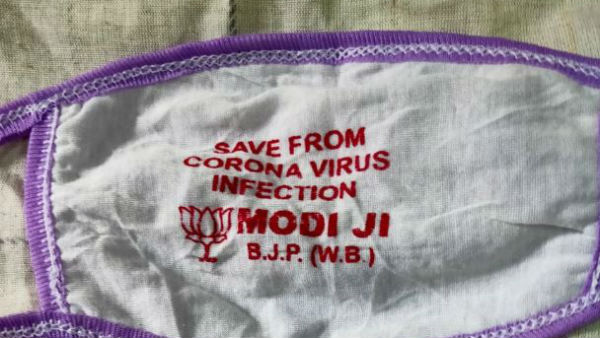 SAVE FROM
CORONA VIRUS
INFECTION
MODI JI
B.J.P. (W.B)